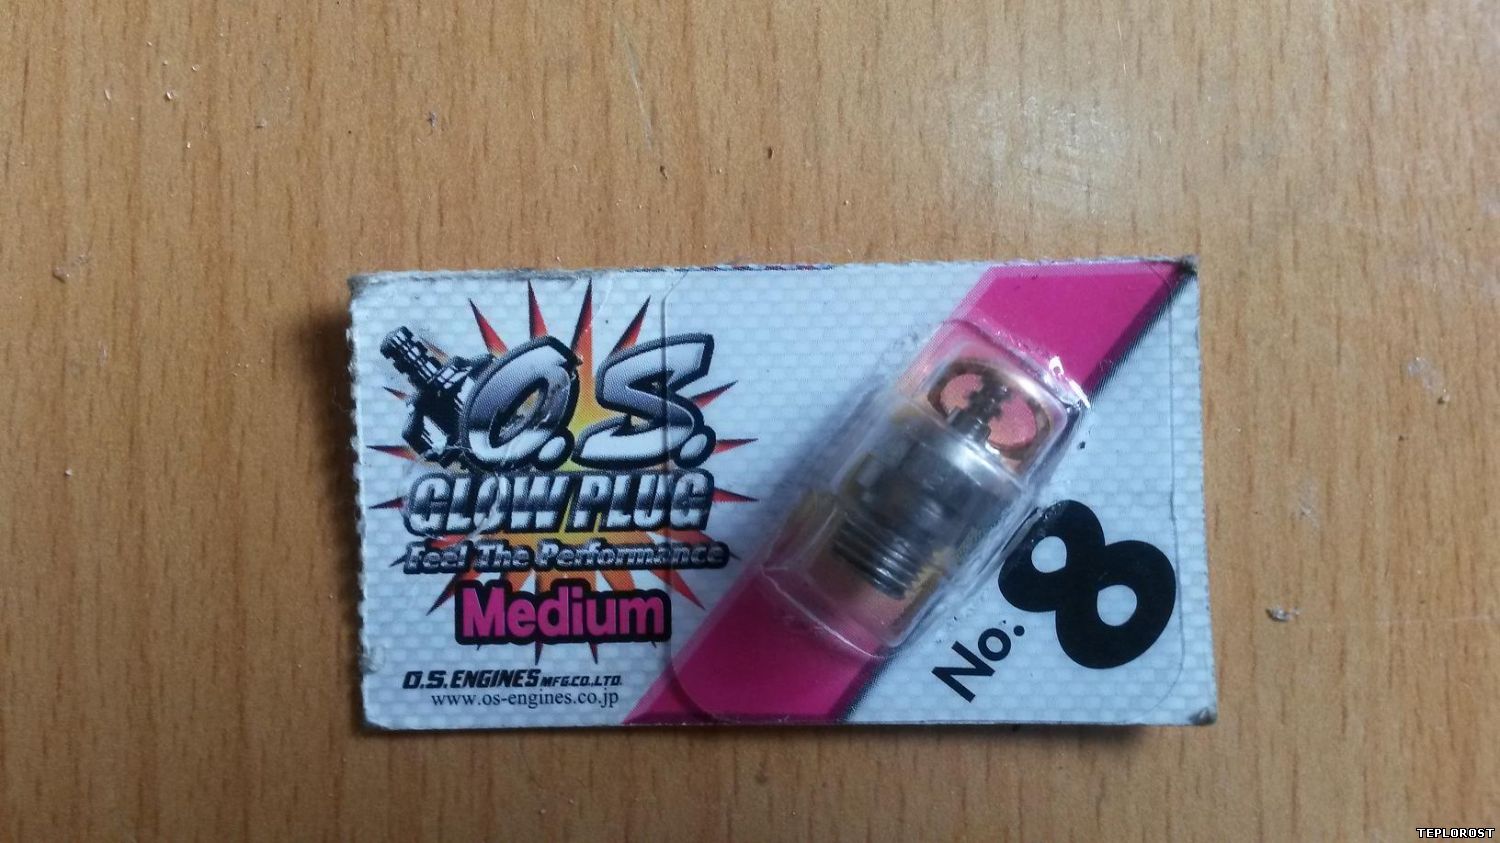 O.S.
GLOW PLUG
Feel The Performance
Medium
O.S. ENGINES MFG.CO.,LTD.
www.os-engines.co.jp
No. 8
TEPLOROST